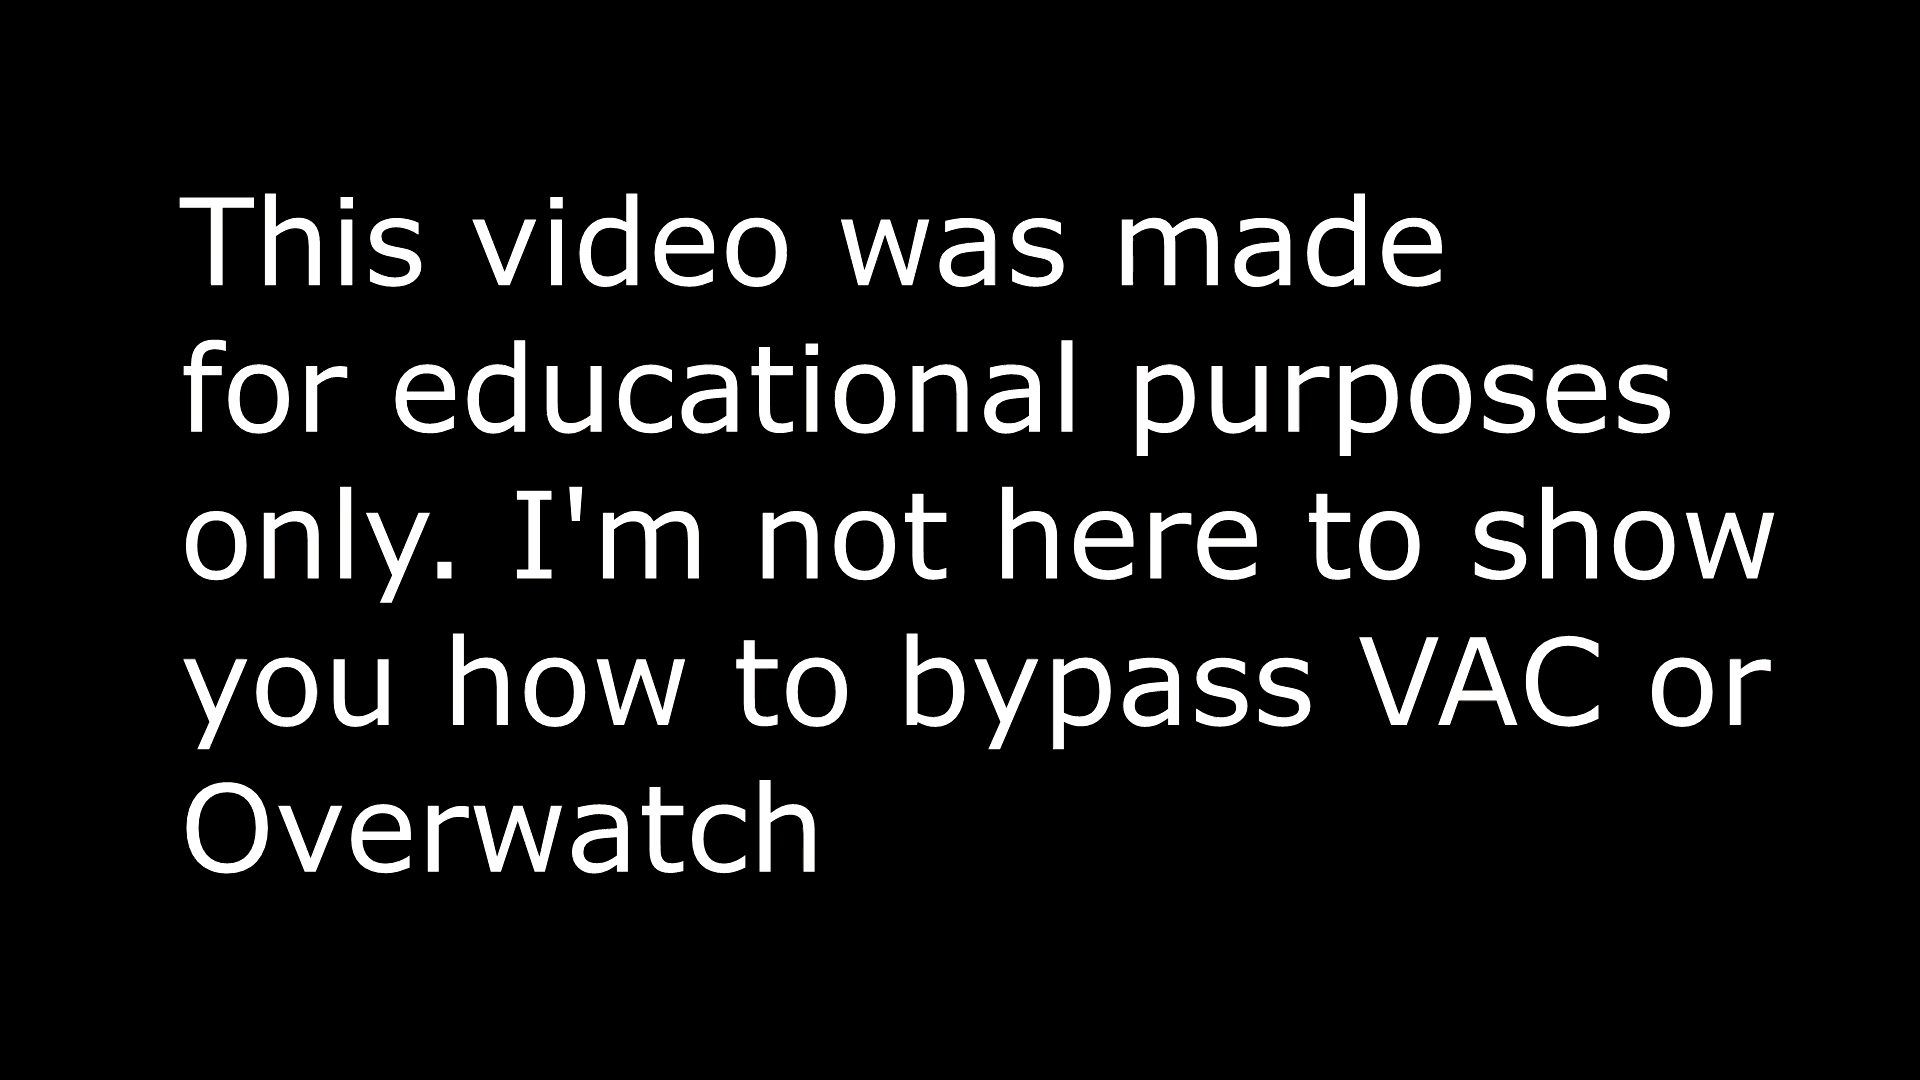 This video was made
for educational purposes
only. I'm not here to show
you how to bypass VAC or
Overwatch